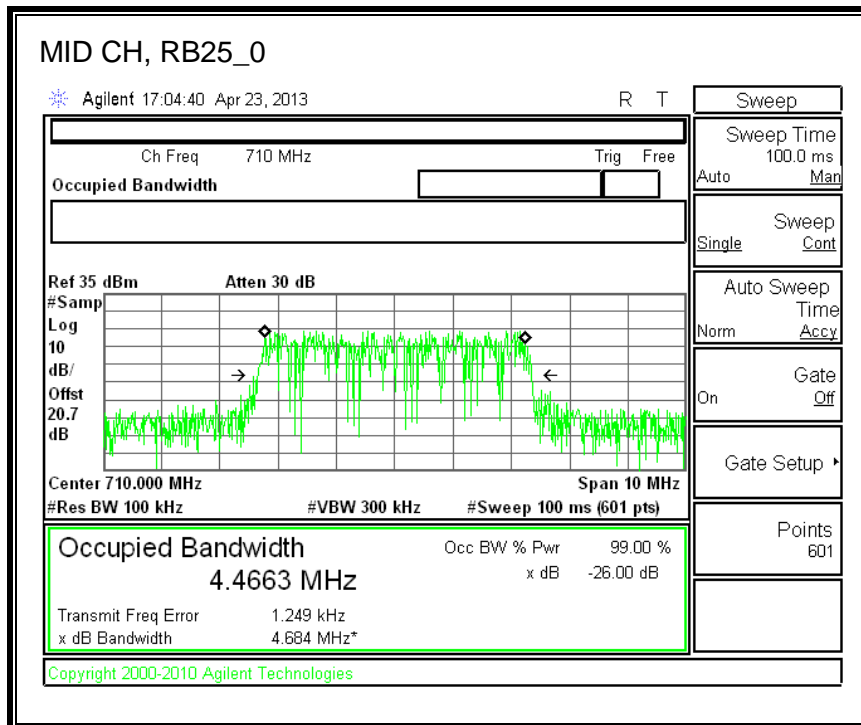 MID CH, RB25_0
Agilent 17:04:40 Apr 23, 2013 R T
Ch Freq 710 MHz Trig Free
Occupied Bandwidth
Ref 35 dBm Atten 30 dB
#Samp
Log
10
dB/
Offst
20.7
dB
Center 710.000 MHz Span 10 MHz
#Res BW 100 kHz #VBW 300 kHz #Sweep 100 ms (601 pts)
Occupied Bandwidth Occ BW % Pwr 99.00 %
4.4663 MHz x dB -26.00 dB
Transmit Freq Error 1.249 kHz
x dB Bandwidth 4.684 MHz*
Copyright 2000-2010 Agilent Technologies
Sweep
Sweep Time
100.0 ms
Auto Man
Sweep
Single Cont
Auto Sweep
Time
Norm Accy
Gate
On Off
Gate Setup
Points
601